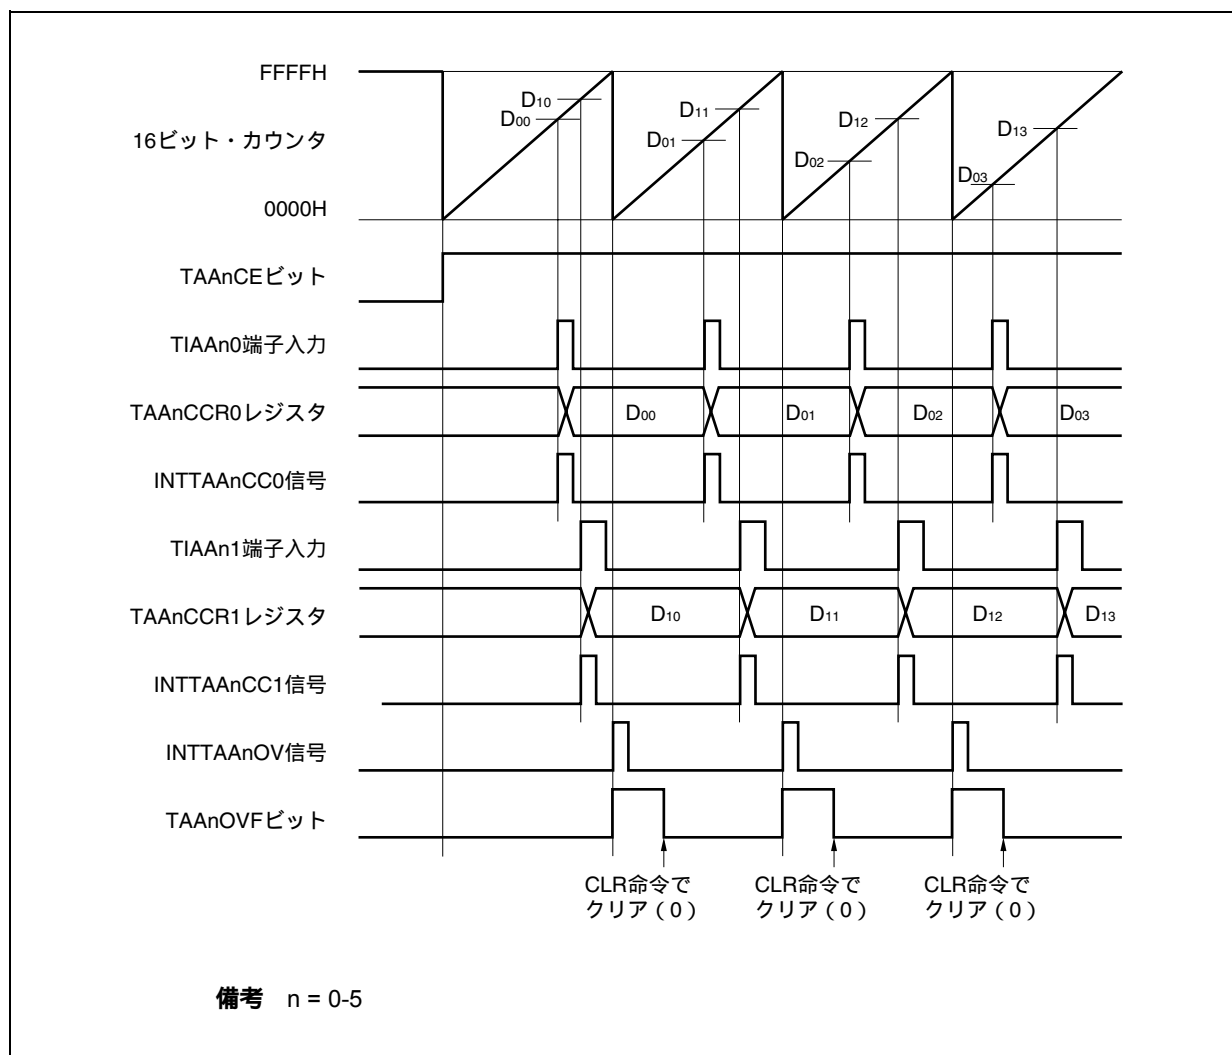 FFFFH
D10
D00
D11
D01
D12
D02
D13
D03
16ビット・カウンタ
0000H
TAAnCEビット
TIAAn0端子入力
TAAnCCR0レジスタ
D00
D01
D02
D03
INTTAAnCC0信号
TIAAn1端子入力
TAAnCCR1レジスタ
D10
D11
D12
D13
INTTAAnCC1信号
INTTAAnOV信号
TAAnOVFビット
CLR命令で
クリア(0)
CLR命令で
クリア(0)
CLR命令で
クリア(0)
備考 n = 0-5